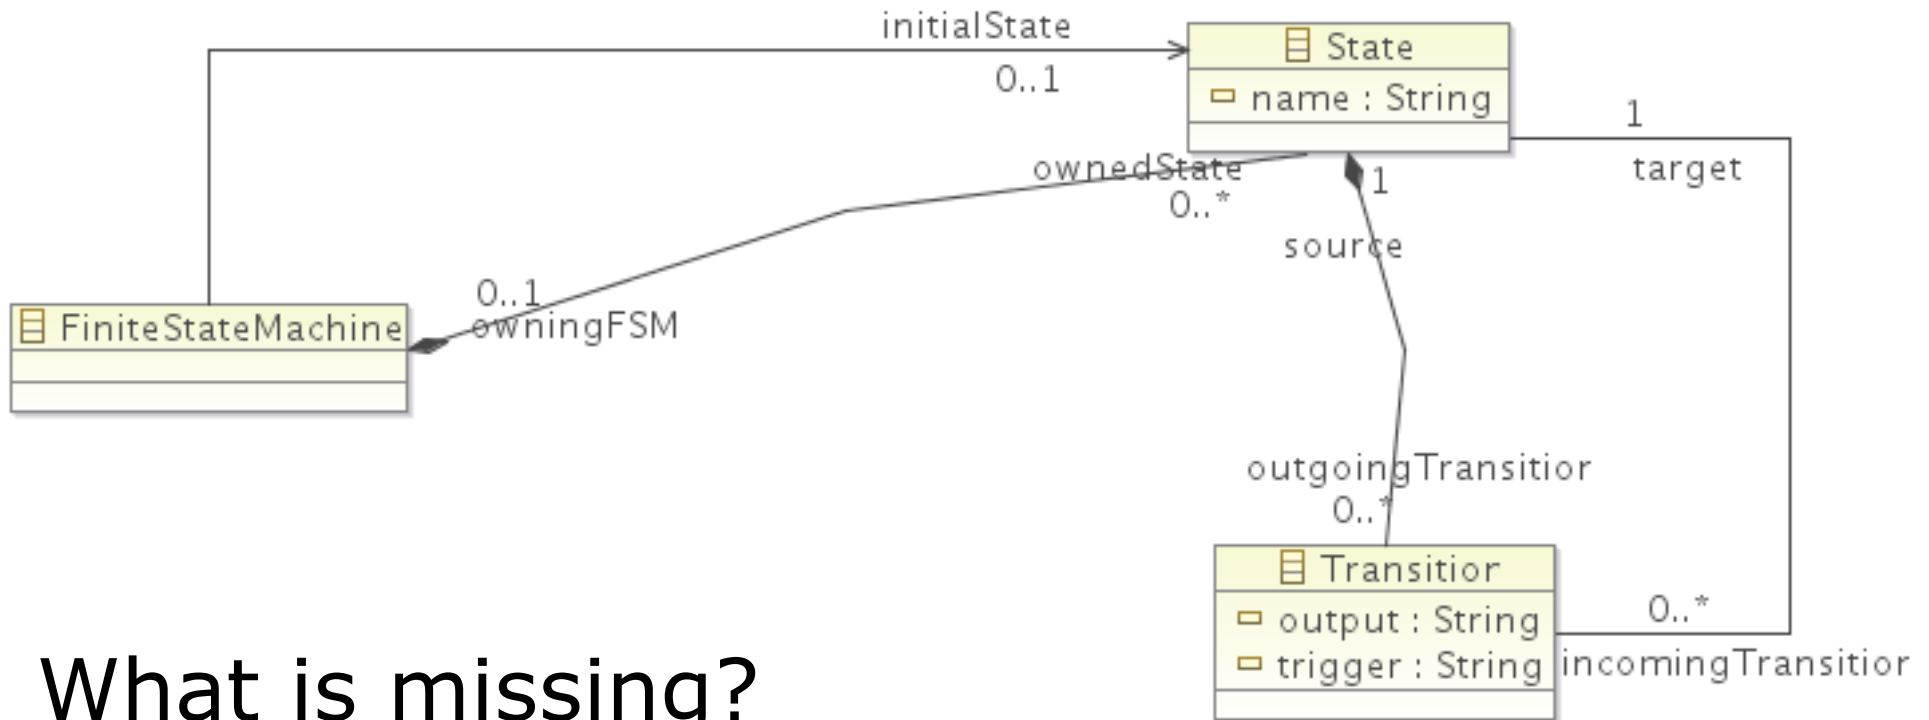 initialState
0..1
State
name : String
1
target
ownedState
0..*
1
source
0..1
owningFSM
FiniteStateMachine
outgoingTransitior
0..*
Transitior
output : String
trigger : String
0..*
incomingTransitior
What is missing?